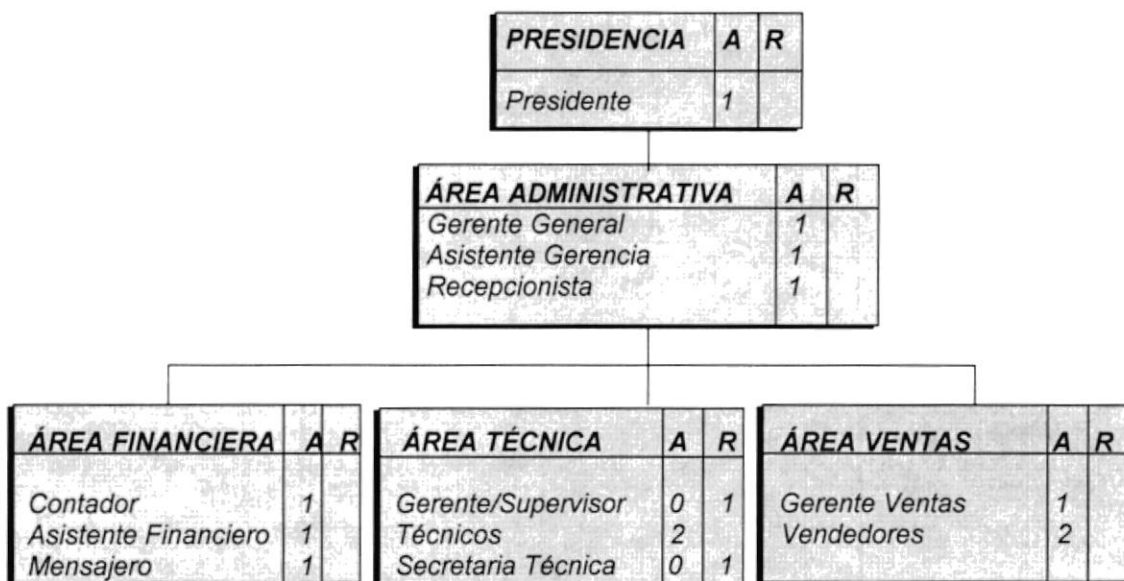 PRESIDENCIA A R
Presidente 1
ÁREA ADMINISTRATIVA A R
Gerente General 1
Asistente Gerencia 1
Recepcionista 1
ÁREA FINANCIERA A R
Contador 1
Asistente Financiero 1
Mensajero 1
ÁREA TÉCNICA A R
Gerente/Supervisor 0 1
Técnicos 2
Secretaria Técnica 0 1
ÁREA VENTAS A R
Gerente Ventas 1
Vendedores 2